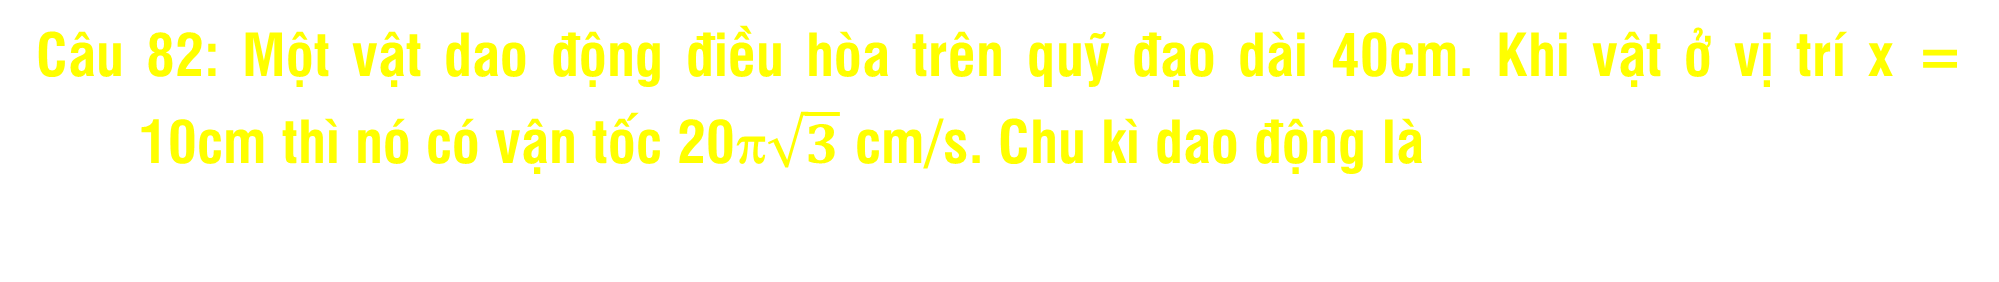 Câu 82: Một vật dao động điều hòa trên quỹ đạo dài 40cm. Khi vật ở vị trí x =
10cm thì nó có vận tốc 20π√3 cm/s. Chu kì dao động là